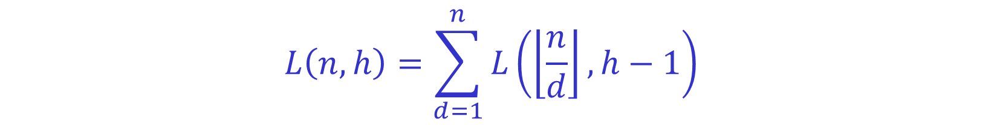 L(n, h) = \sum_{d=1}^{n} L\left(\left\lfloor \frac{n}{d} \right\rfloor, h - 1\right)